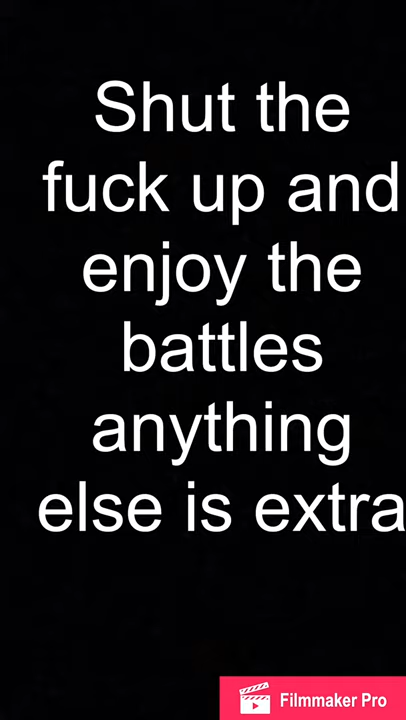 Shut the
fuck up and
enjoy the
battles
anything
else is extra
Filmmaker Pro